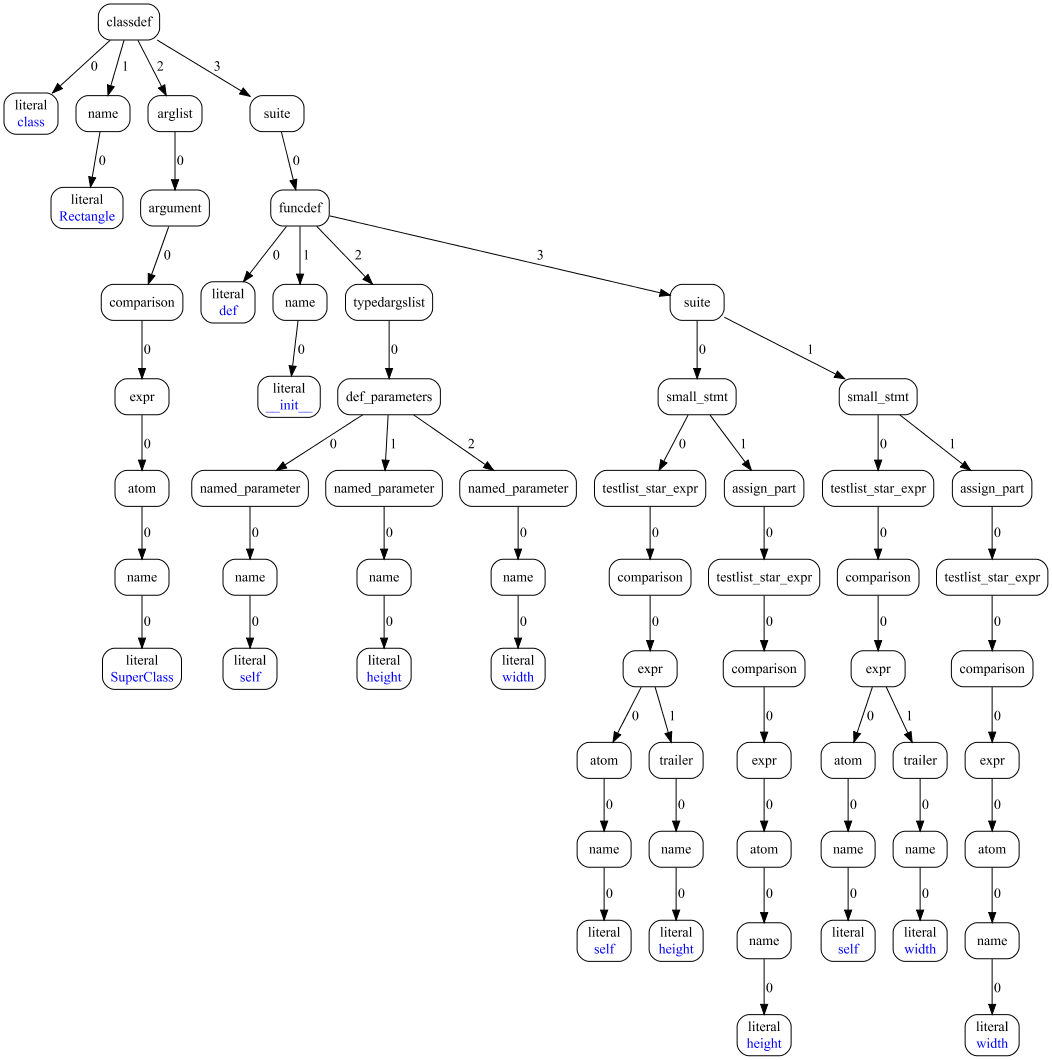 classdef
0 1 2 3
literal
class
name
arglist
suite
0 0 0
literal
Rectangle
argument
funcdef
0 0 1 2 3
comparison
literal
def
name
typedargslist
suite
0 0 0 0 1
expr
literal
__init__
def_parameters
small_stmt
small_stmt
0 0 1 2 0 1 0 1
atom
named_parameter
named_parameter
named_parameter
testlist_star_expr
assign_part
testlist_star_expr
assign_part
0 0 0 0 0 0 0 0
name
name
name
name
comparison
testlist_star_expr
comparison
testlist_star_expr
0 0 0 0 0 0 0 0
literal
SuperClass
literal
self
literal
height
literal
width
expr
comparison
expr
comparison
0 1 0 0 1 0
atom
trailer
expr
atom
trailer
expr
0 0 0 0 0 0
name
name
atom
name
name
atom
0 0 0 0 0 0
literal
self
literal
height
name
literal
self
literal
width
name
0 0
literal
height
literal
width